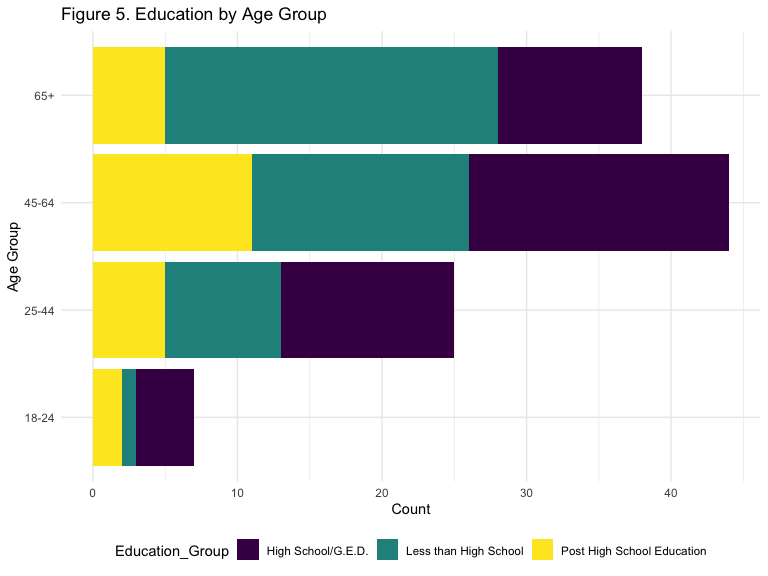 Figure 5. Education by Age Group
65+
45-64
25-44
18-24
Age Group
0 10 20 30 40
Count
Education_Group High School/G.E.D. Less than High School Post High School Education